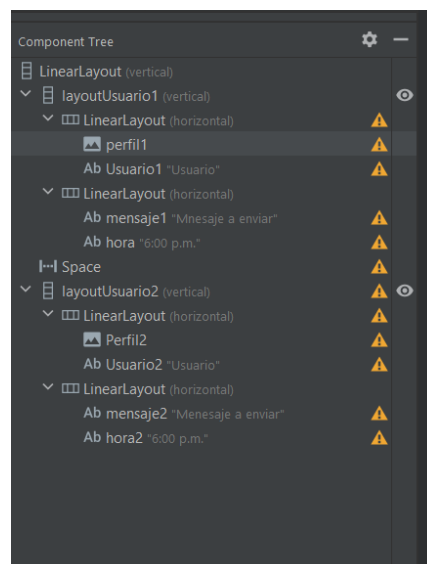 Component Tree
LinearLayout (vertical)
layoutUsuario1 (vertical)
LinearLayout (horizontal)
perfil1
Ab Usuario1 "Usuario"
LinearLayout (horizontal)
Ab mensaje1 "Mnesaje a enviar"
Ab hora "6:00 p.m."
Space
layoutUsuario2 (vertical)
LinearLayout (horizontal)
Perfil2
Ab Usuario2 "Usuario"
LinearLayout (horizontal)
Ab mensaje2 "Menesaje a enviar"
Ab hora2 "6:00 p.m."